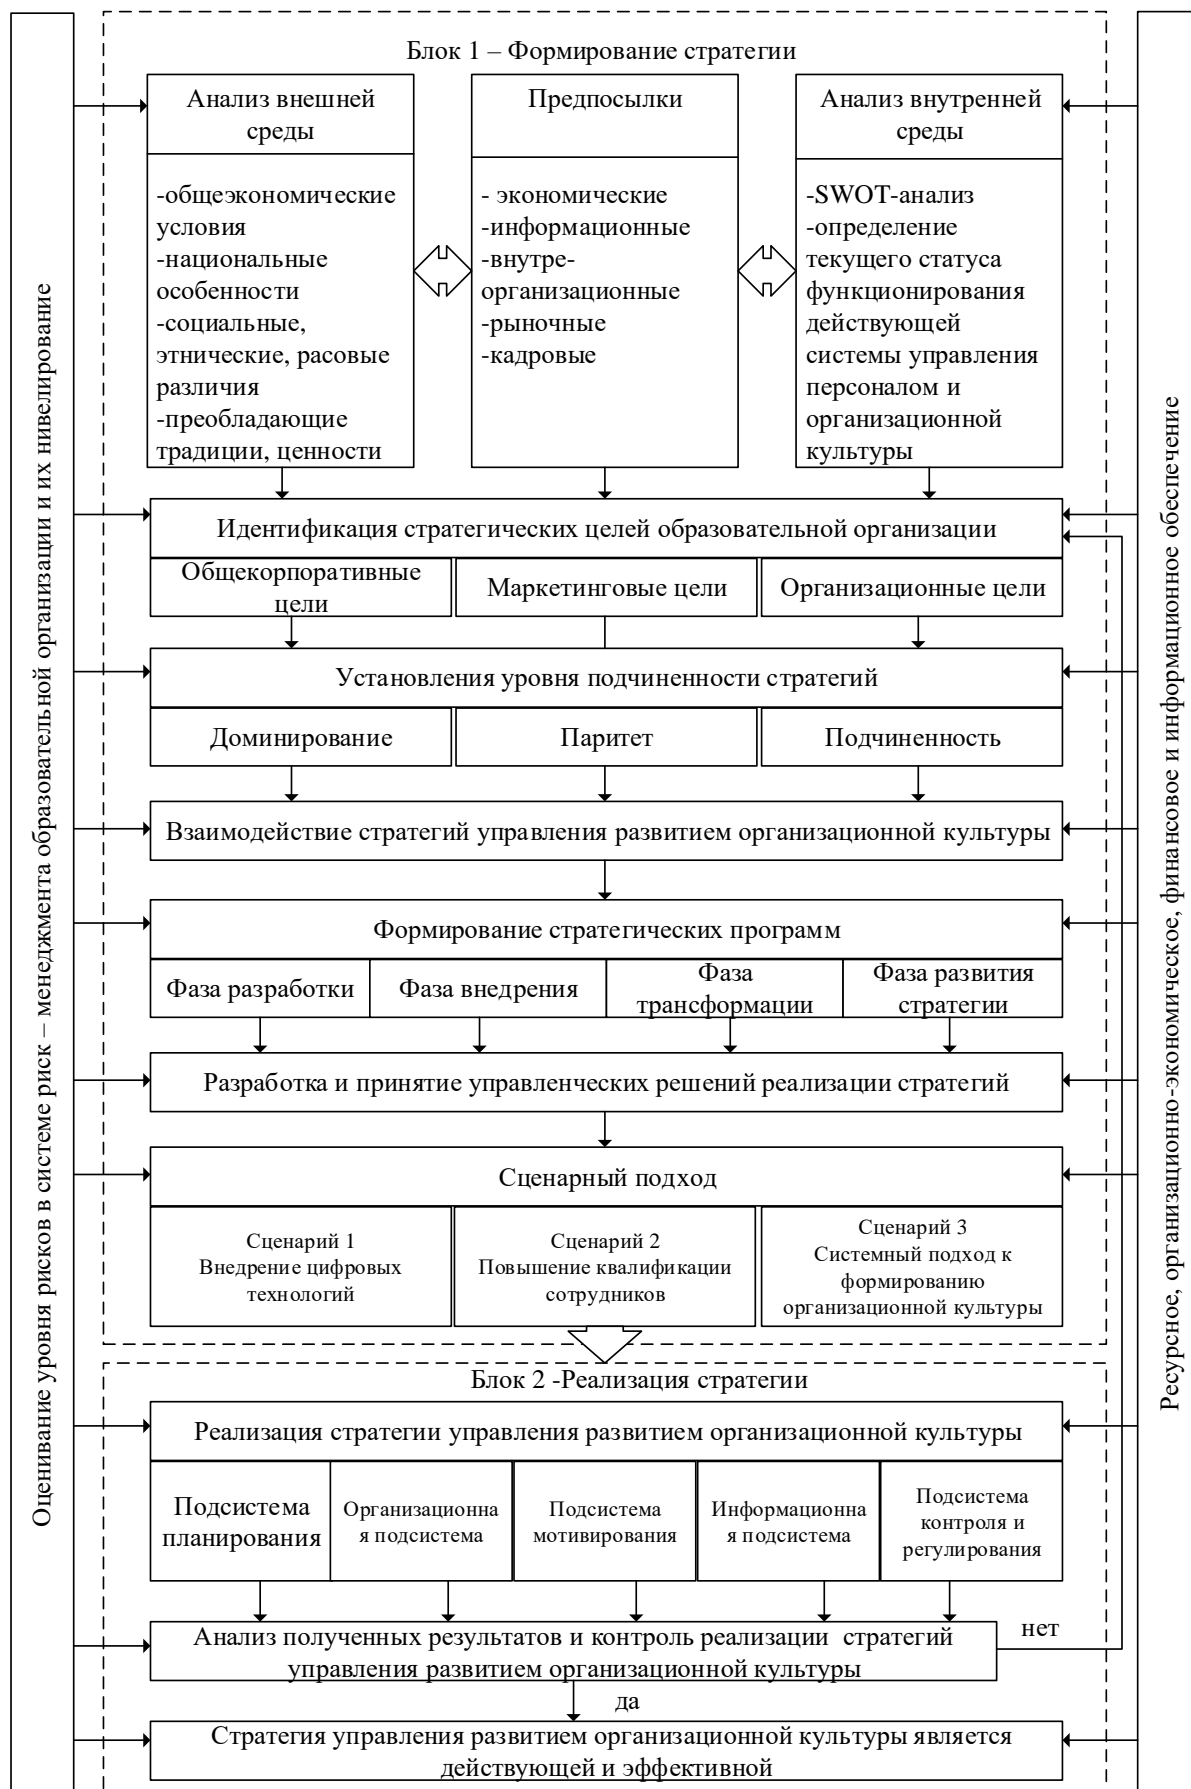 Блок 1 – Формирование стратегии
Анализ внешней
среды
-общеэкономические
условия
-национальные
особенности
-социальные,
этнические, расовые
различия
-преобладающие
традиции, ценности
Предпосылки
- экономические
-информационные
-внутре-
организационные
-рыночные
-кадровые
Анализ внутренней
среды
-SWOT-анализ
-определение
текущего статуса
функционирования
действующей
системы управления
персоналом и
организационной
культуры
Идентификация стратегических целей образовательной организации
Общекорпоративные
цели
Маркетинговые цели
Организационные цели
Установления уровня подчиненности стратегий
Доминирование
Паритет
Подчиненность
Взаимодействие стратегий управления развитием организационной культуры
Формирование стратегических программ
Фаза разработки
Фаза внедрения
Фаза
трансформации
Фаза развития
стратегии
Разработка и принятие управленческих решений реализации стратегий
Сценарный подход
Сценарий 1
Внедрение цифровых
технологий
Сценарий 2
Повышение квалификации
сотрудников
Сценарий 3
Системный подход к
формированию
организационной культуры
Блок 2 -Реализация стратегии
Реализация стратегии управления развитием организационной культуры
Подсистема
планирования
Организационна
я подсистема
Подсистема
мотивирования
Информационна
я подсистема
Подсистема
контроля и
регулирования
Анализ полученных результатов и контроль реализации  стратегий
управления развитием организационной культуры
нет
да
Стратегия управления развитием организационной культуры является
действующей и эффективной
Оценивание уровня рисков в системе риск – менеджмента образовательной организации и их нивелирование
Ресурсное, организационно-экономическое, финансовое и информационное обеспечение